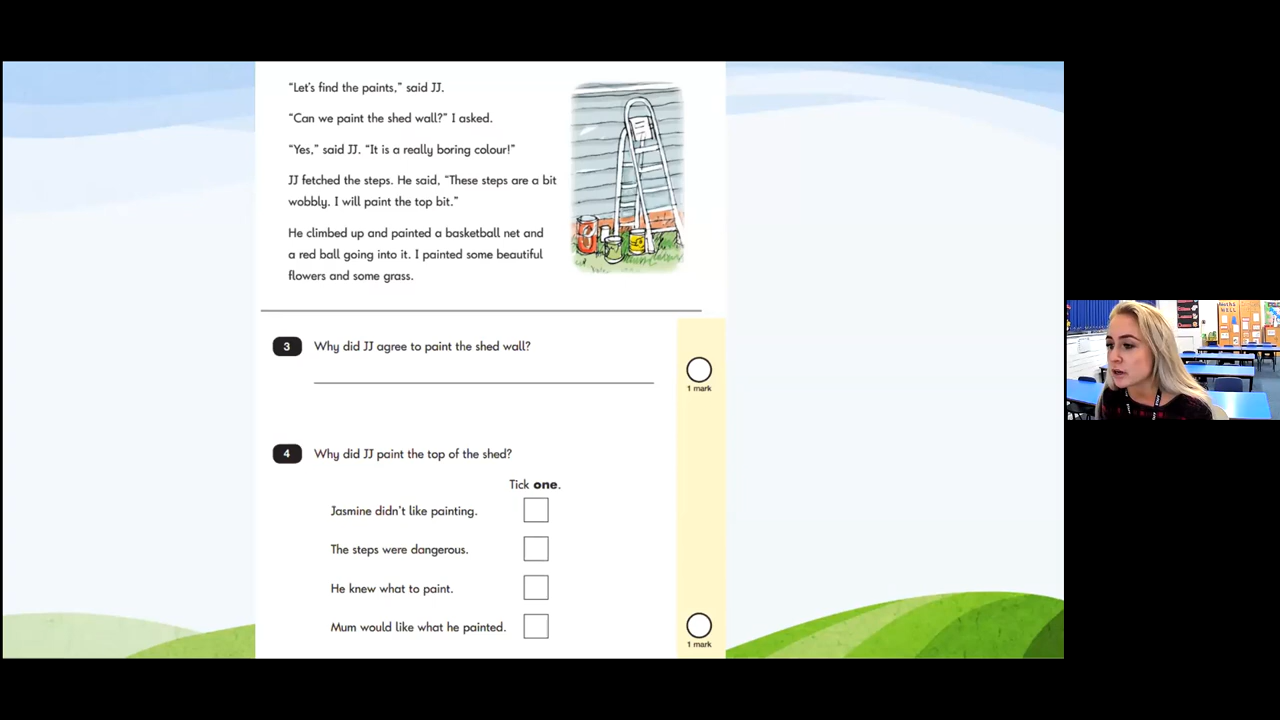 “Let’s find the paints,” said JJ.
“Can we paint the shed wall?” I asked.
“Yes,” said JJ. “It is a really boring colour!”
JJ fetched the steps. He said, “These steps are a bit
wobbly. I will paint the top bit.”
He climbed up and painted a basketball net and
a red ball going into it. I painted some beautiful
flowers and some grass.
3 Why did JJ agree to paint the shed wall?
1 mark
4 Why did JJ paint the top of the shed?
Tick one.
Jasmine didn’t like painting.
The steps were dangerous.
He knew what to paint.
Mum would like what he painted.
1 mark